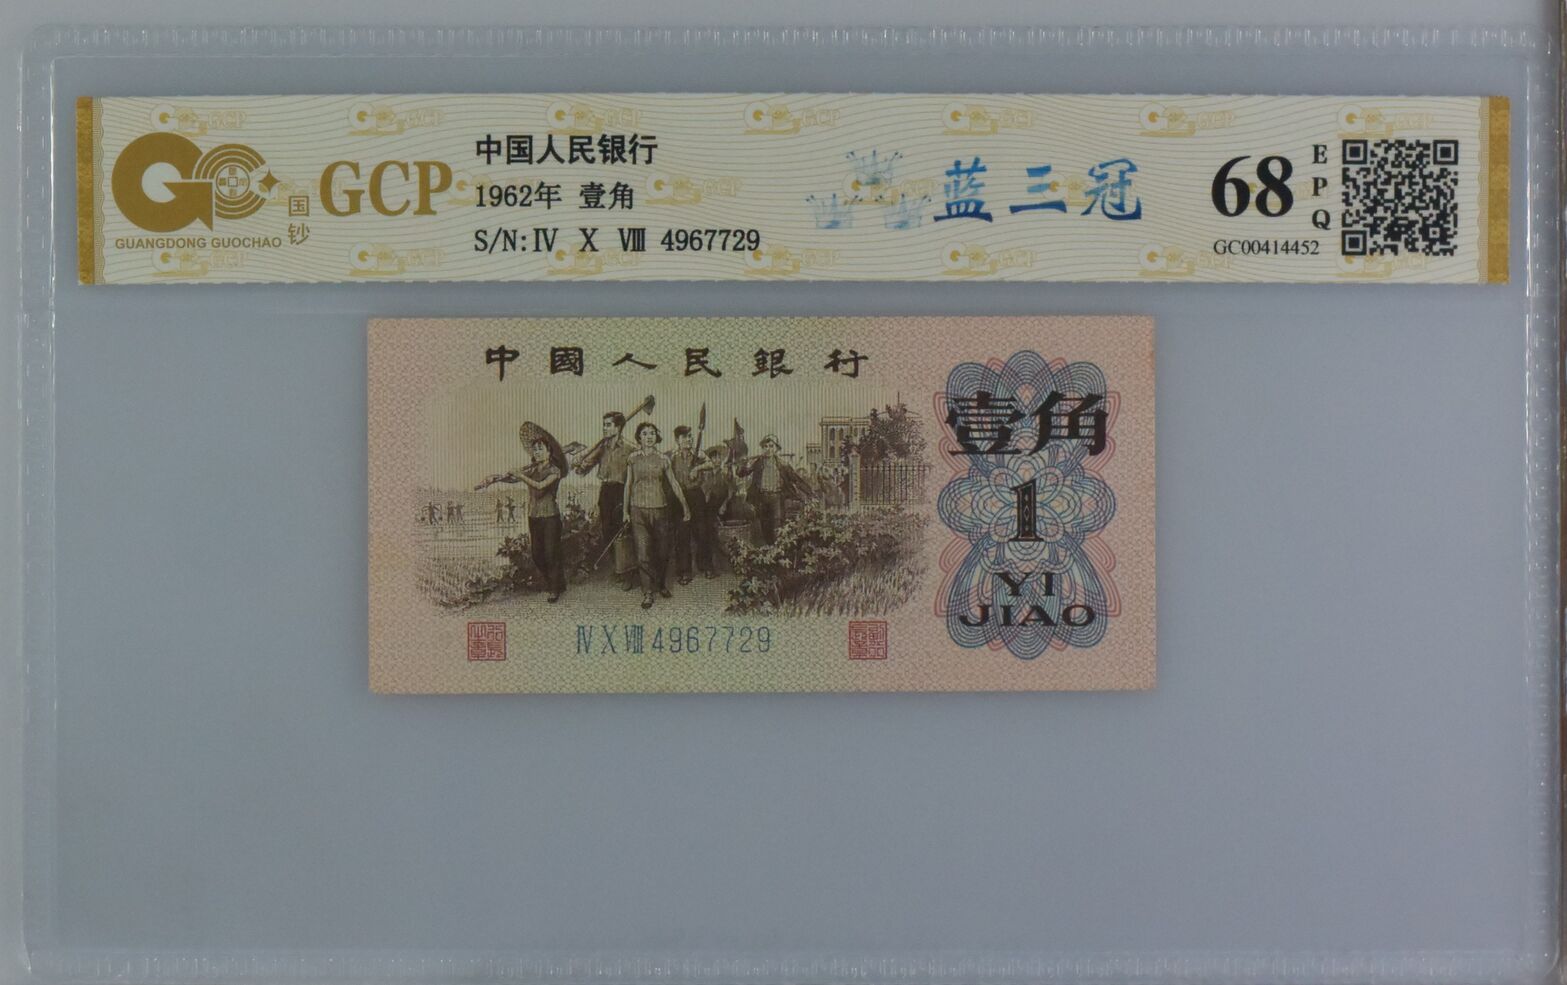 GCP
GUANGDONG GUOCHAO
国钞
中国人民银行
1962年 壹角
S/N: Ⅳ Ⅹ Ⅷ 4967729
蓝三冠
68
EPQ
GC00414452
中國人民銀行
壹角
1
YI
JIAO
ⅣⅩⅧ4967729